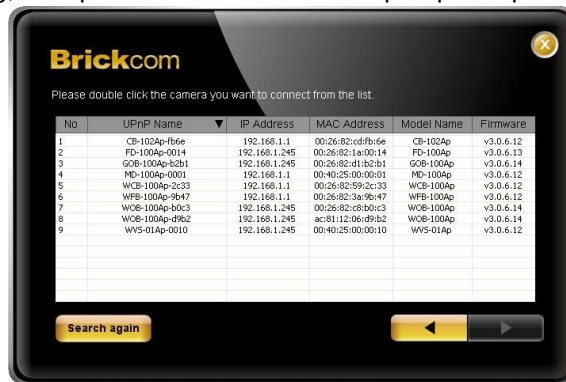 Brickcom
Please double click the camera you want to connect from the list.
No UPnP Name IP Address MAC Address Model Name Firmware
1 CB-102Ap-fb6e 192.168.1.1 00:26:82:cd:fb:6e CB-102Ap v3.0.6.12
2 FD-100Ap-0014 192.168.1.245 00:26:82:1a:00:14 FD-100Ap v3.0.6.13
3 GOB-100Ap-b2b1 192.168.1.245 00:26:82:d1:b2:b1 GOB-100Ap v3.0.6.14
4 MD-100Ap-0001 192.168.1.1 00:40:25:00:00:01 MD-100Ap v3.0.6.12
5 WCB-100Ap-2c33 192.168.1.1 00:26:82:59:2c:33 WCB-100Ap v3.0.6.12
6 WFB-100Ap-9b47 192.168.1.1 00:26:82:3a:9b:47 WFB-100Ap v3.0.6.12
7 WOB-100Ap-b0c3 192.168.1.245 00:26:82:c8:b0:c3 WOB-100Ap v3.0.6.14
8 WOB-100Ap-d9b2 192.168.1.245 ac:81:12:06:d9:b2 WOB-100Ap v3.0.6.14
9 WVS-01Ap-0010 192.168.1.245 00:40:25:00:00:10 WVS-01Ap v3.0.6.12
Search again